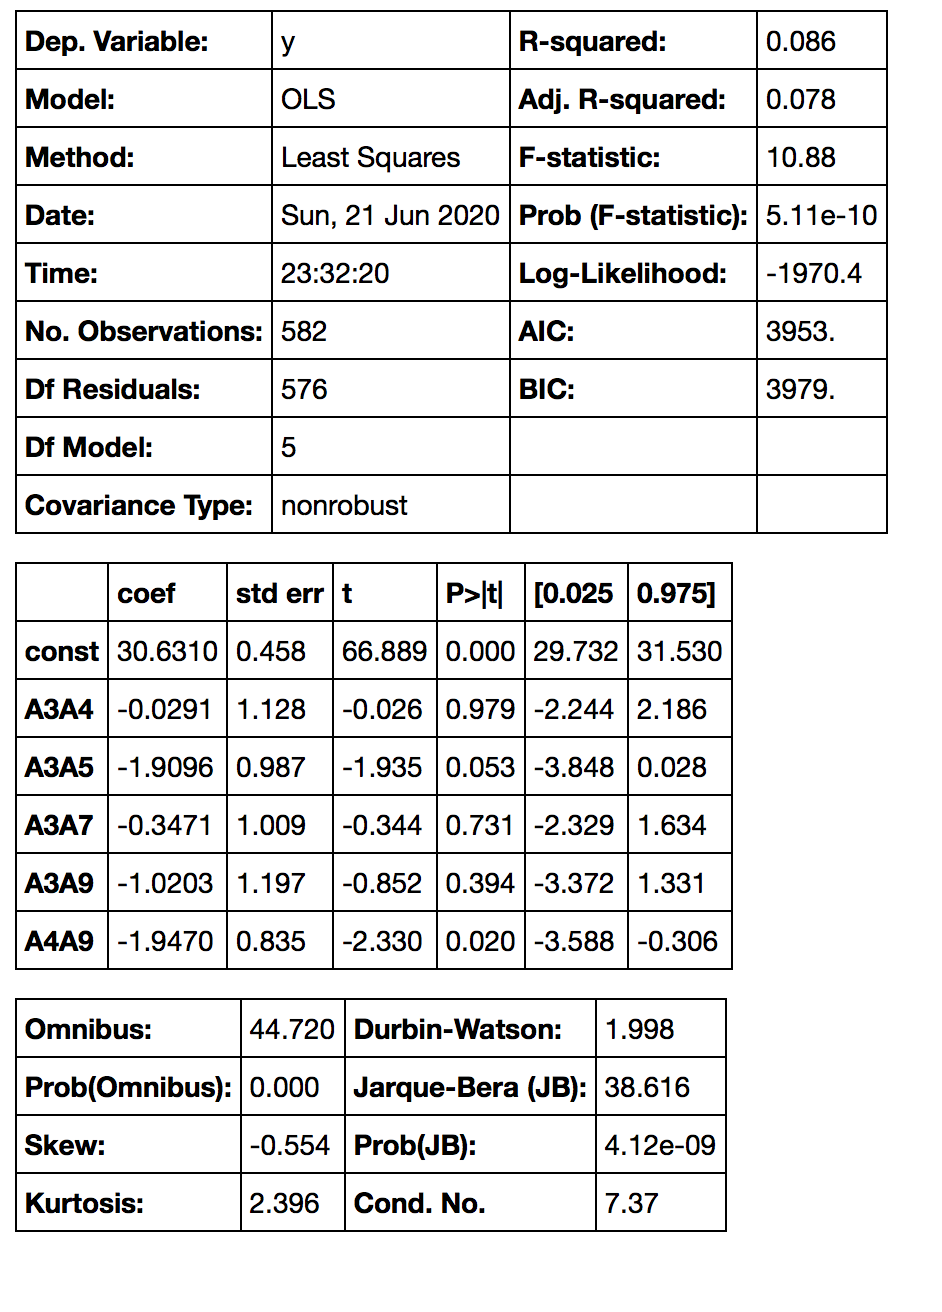 Dep. Variable: y R-squared: 0.086
Model: OLS Adj. R-squared: 0.078
Method: Least Squares F-statistic: 10.88
Date: Sun, 21 Jun 2020 Prob (F-statistic): 5.11e-10
Time: 23:32:20 Log-Likelihood: -1970.4
No. Observations: 582 AIC: 3953.
Df Residuals: 576 BIC: 3979.
Df Model: 5
Covariance Type: nonrobust
coef std err t P>|t| [0.025 0.975]
const 30.6310 0.458 66.889 0.000 29.732 31.530
A3A4 -0.0291 1.128 -0.026 0.979 -2.244 2.186
A3A5 -1.9096 0.987 -1.935 0.053 -3.848 0.028
A3A7 -0.3471 1.009 -0.344 0.731 -2.329 1.634
A3A9 -1.0203 1.197 -0.852 0.394 -3.372 1.331
A4A9 -1.9470 0.835 -2.330 0.020 -3.588 -0.306
Omnibus: 44.720 Durbin-Watson: 1.998
Prob(Omnibus): 0.000 Jarque-Bera (JB): 38.616
Skew: -0.554 Prob(JB): 4.12e-09
Kurtosis: 2.396 Cond. No. 7.37